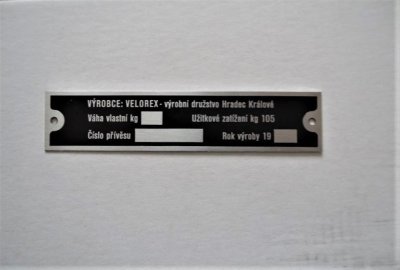 VÝROBCE: VELOREX - výrobní družstvo Hradec Králové
Váha vlastní kg Užitkové zatížení kg 105
Číslo přívěsu Rok výroby 19